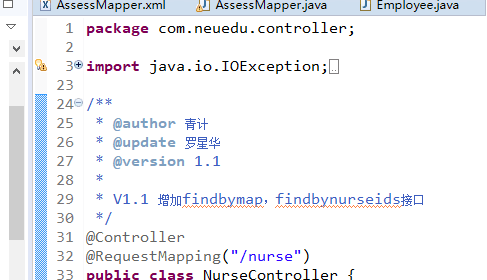 AssessMapper.xml AssessMapper.java Employee.java
1 package com.neuedu.controller;
2
3 import java.io.IOException;
23
24 /**
25 * @author 青计
26 * @update 罗星华
27 * @version 1.1
28 *
29 * V1.1 增加findbymap，findbynurseids接口
30 */
31 @Controller
32 @RequestMapping("/nurse")
33 public class NurseController {